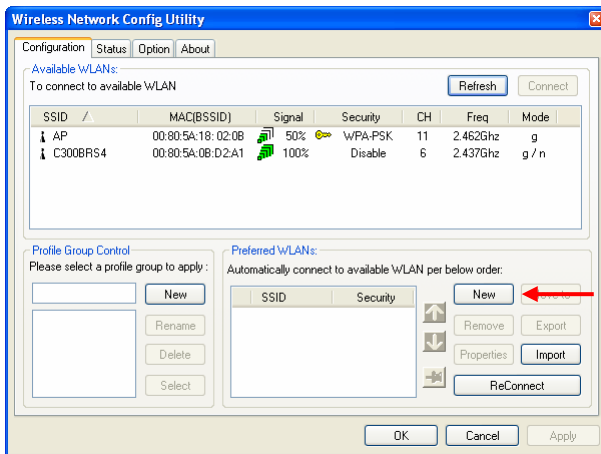 Wireless Network Config Utility
Configuration Status Option About
Available WLANs:
To connect to available WLAN
Refresh Connect
SSID MAC(BSSID) Signal Security CH Freq Mode
AP 00:80:5A:18:02:0B 50% WPA-PSK 11 2.462Ghz g
C300BRS4 00:80:5A:0B:D2:A1 100% Disable 6 2.437Ghz g / n
Profile Group Control
Please select a profile group to apply :
New
Rename
Delete
Select
Preferred WLANs:
Automatically connect to available WLAN per below order:
SSID Security
New
Remove Export
Properties Import
ReConnect
OK Cancel Apply